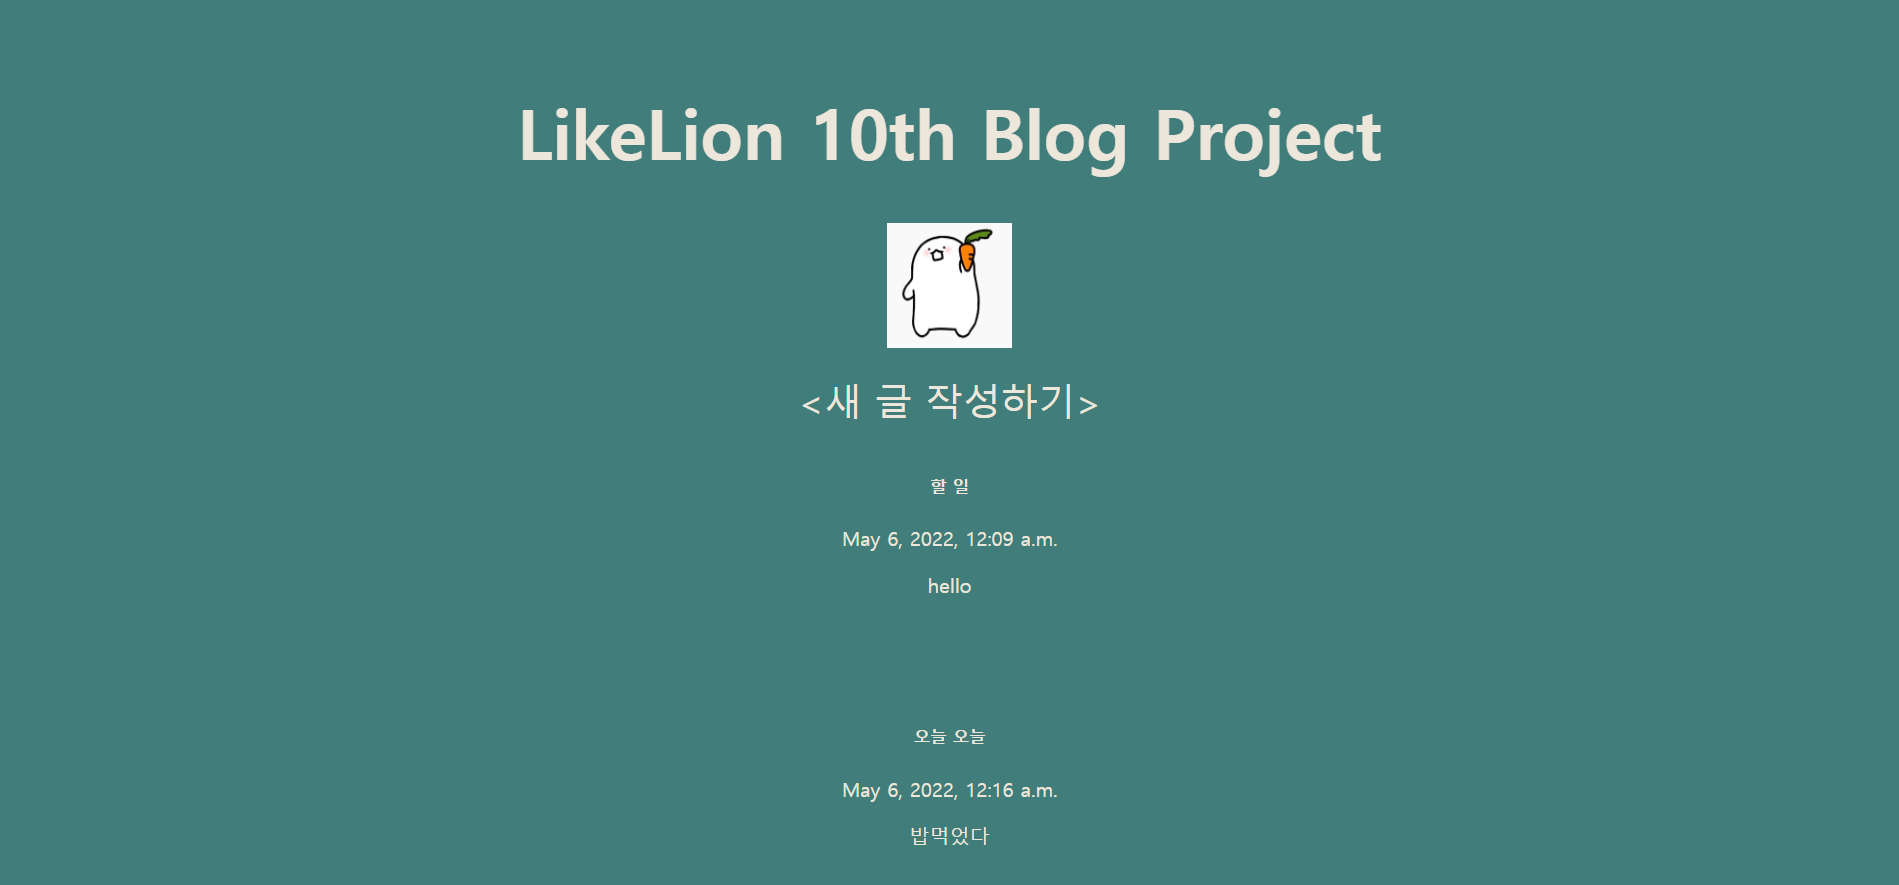 LikeLion 10th Blog Project
<새 글 작성하기>
할 일
May 6, 2022, 12:09 a.m.
hello
오늘 오늘
May 6, 2022, 12:16 a.m.
밥먹었다